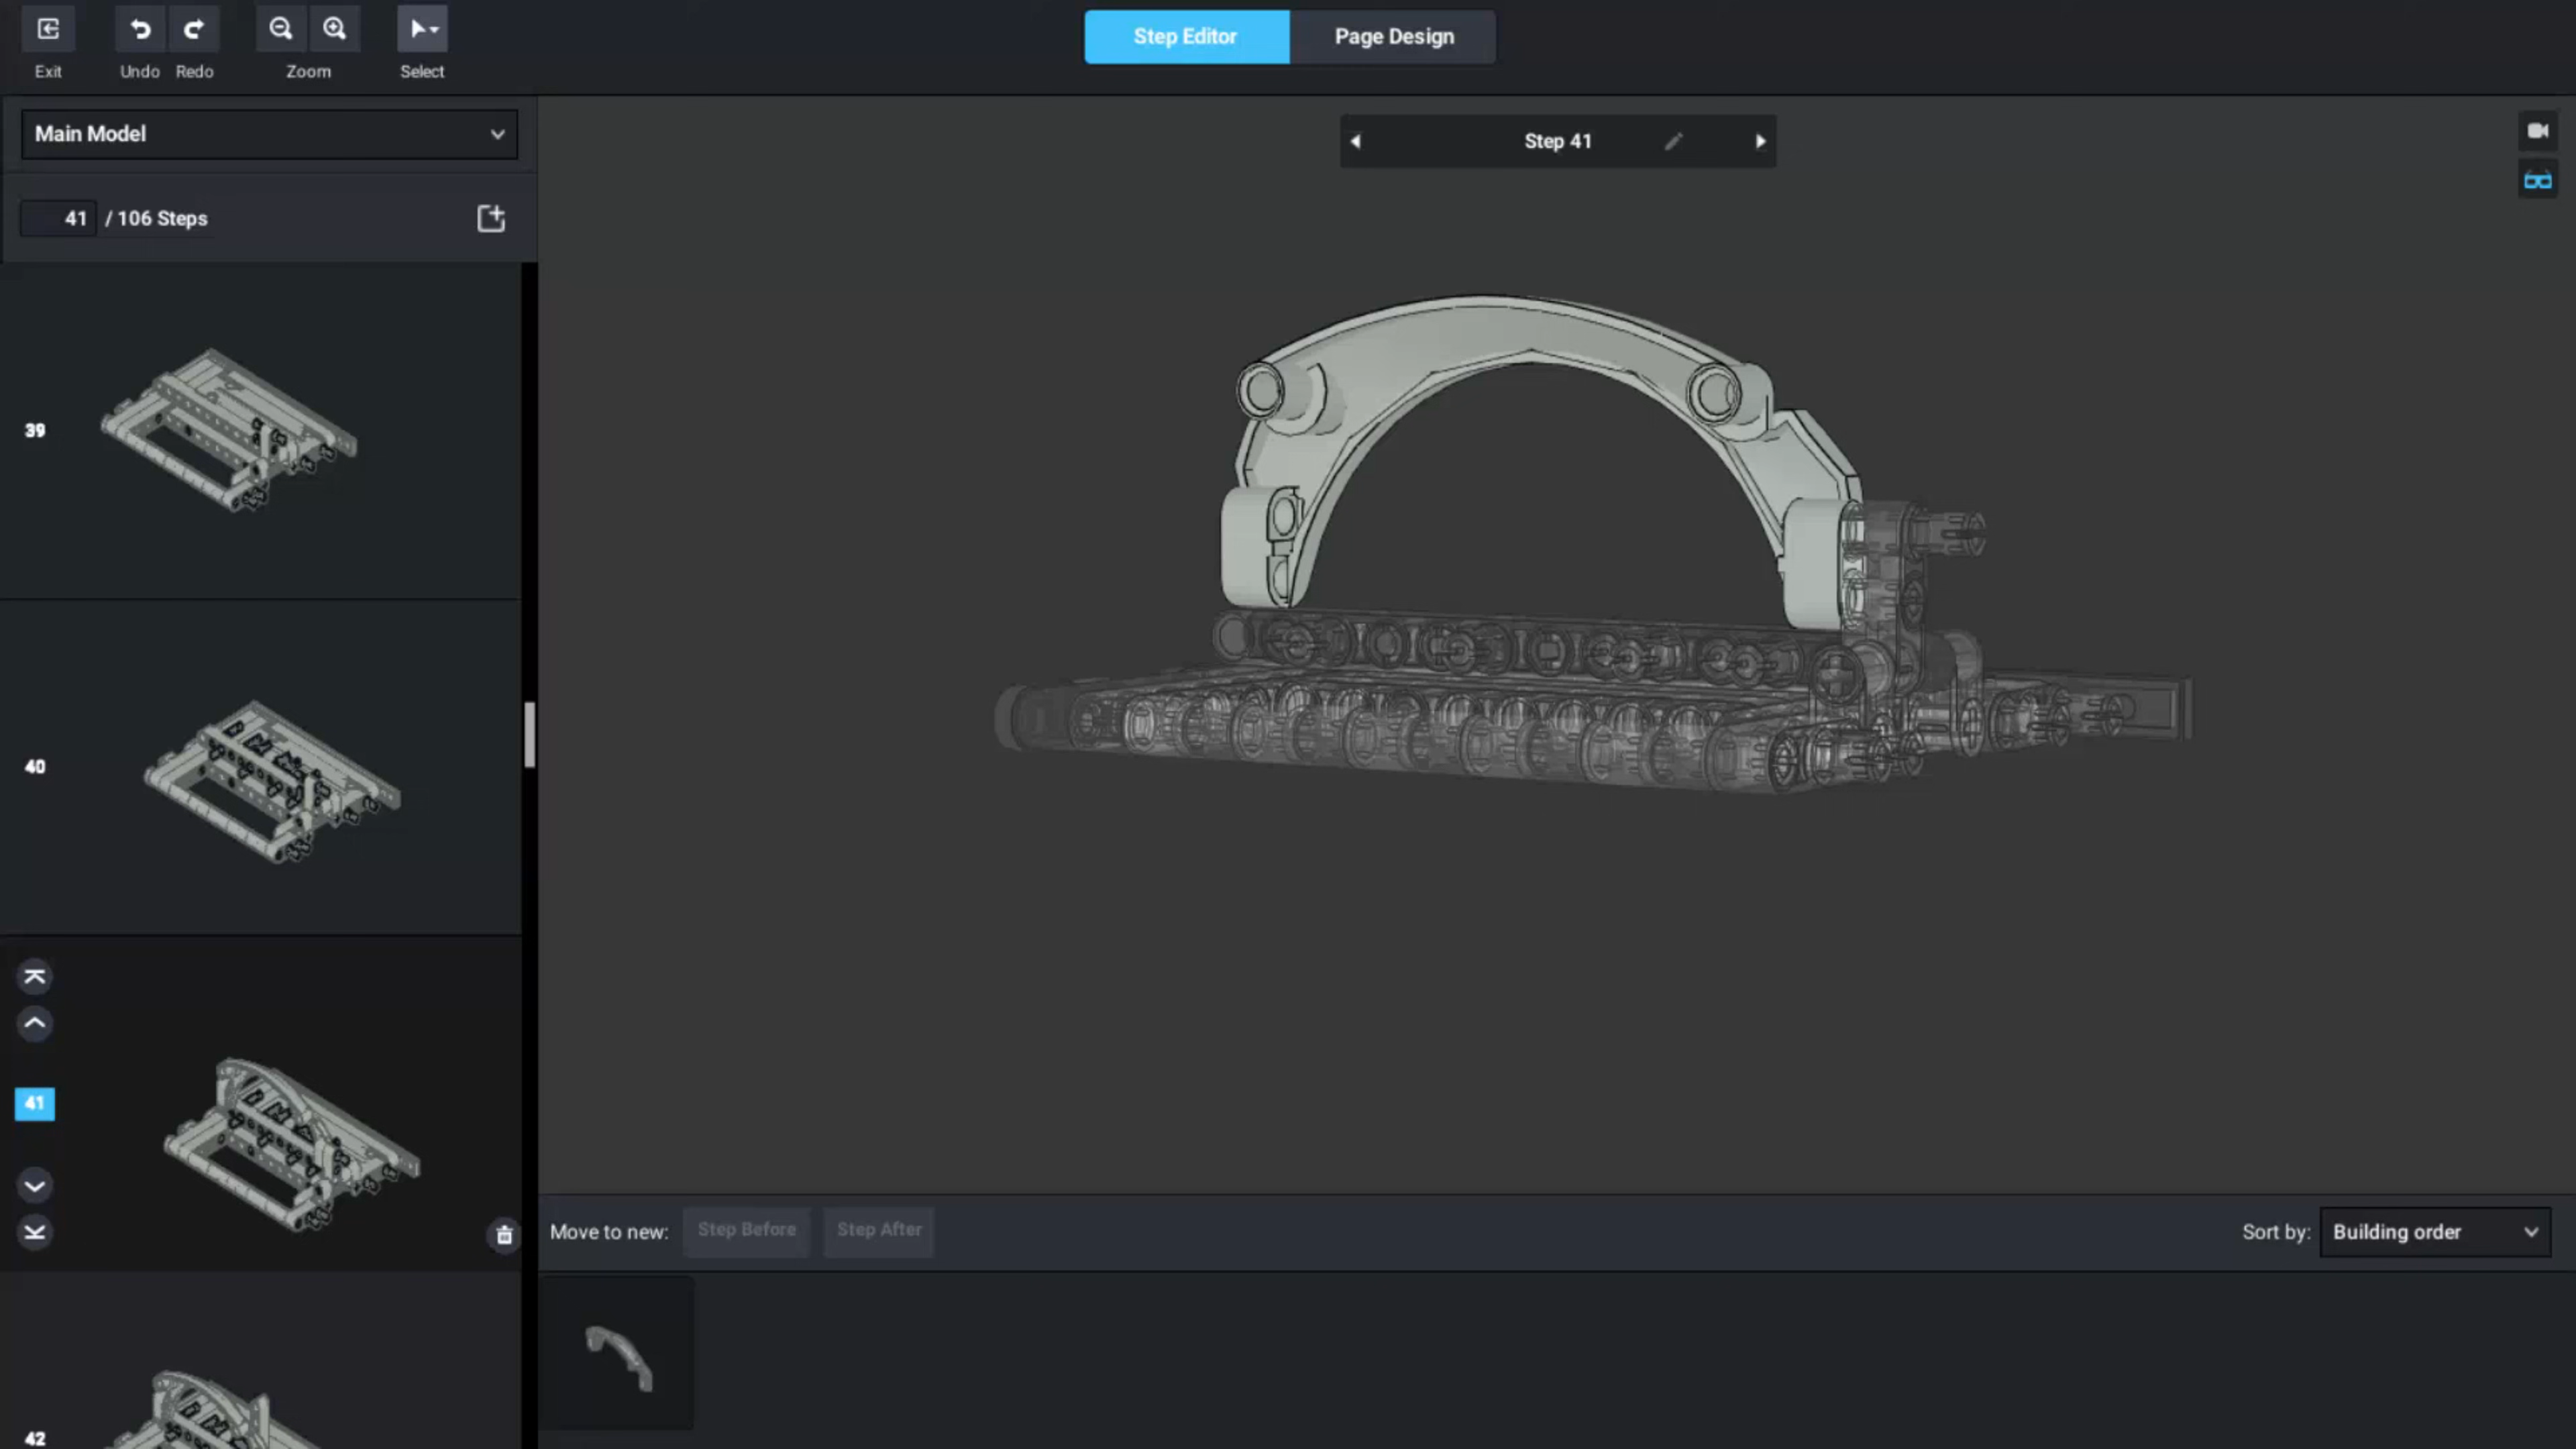 Exit
Undo
Redo
Zoom
Select
Step Editor
Page Design
Main Model
41 / 106 Steps
Step 41
39
40
41
42
Move to new:
Step Before
Step After
Sort by:
Building order